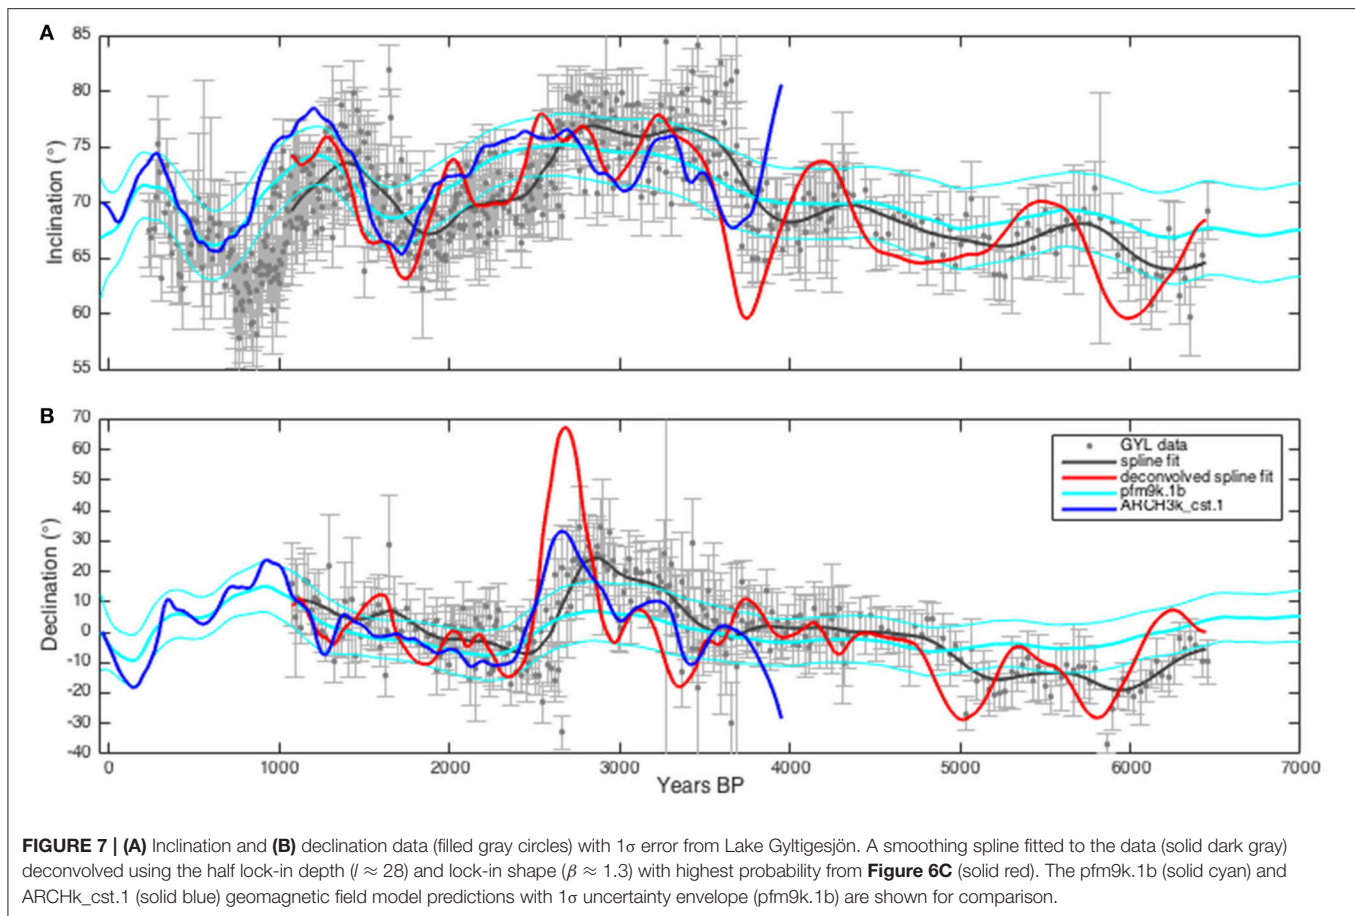 A
85
80
75
70
65
60
55
Inclination (°)
B
70
60
50
40
30
20
10
0
-10
-20
-30
-40
Declination (°)
GYL data
spline fit
deconvolved spline fit
pfm9k.1b
ARCH3k_cst.1
0 1000 2000 3000 4000 5000 6000 7000
Years BP
FIGURE 7 | (A) Inclination and (B) declination data (filled gray circles) with 1σ error from Lake Gyltigesjön. A smoothing spline fitted to the data (solid dark gray)
deconvolved using the half lock-in depth (l ≈ 28) and lock-in shape (β ≈ 1.3) with highest probability from Figure 6C (solid red). The pfm9k.1b (solid cyan) and
ARCHk_cst.1 (solid blue) geomagnetic field model predictions with 1σ uncertainty envelope (pfm9k.1b) are shown for comparison.